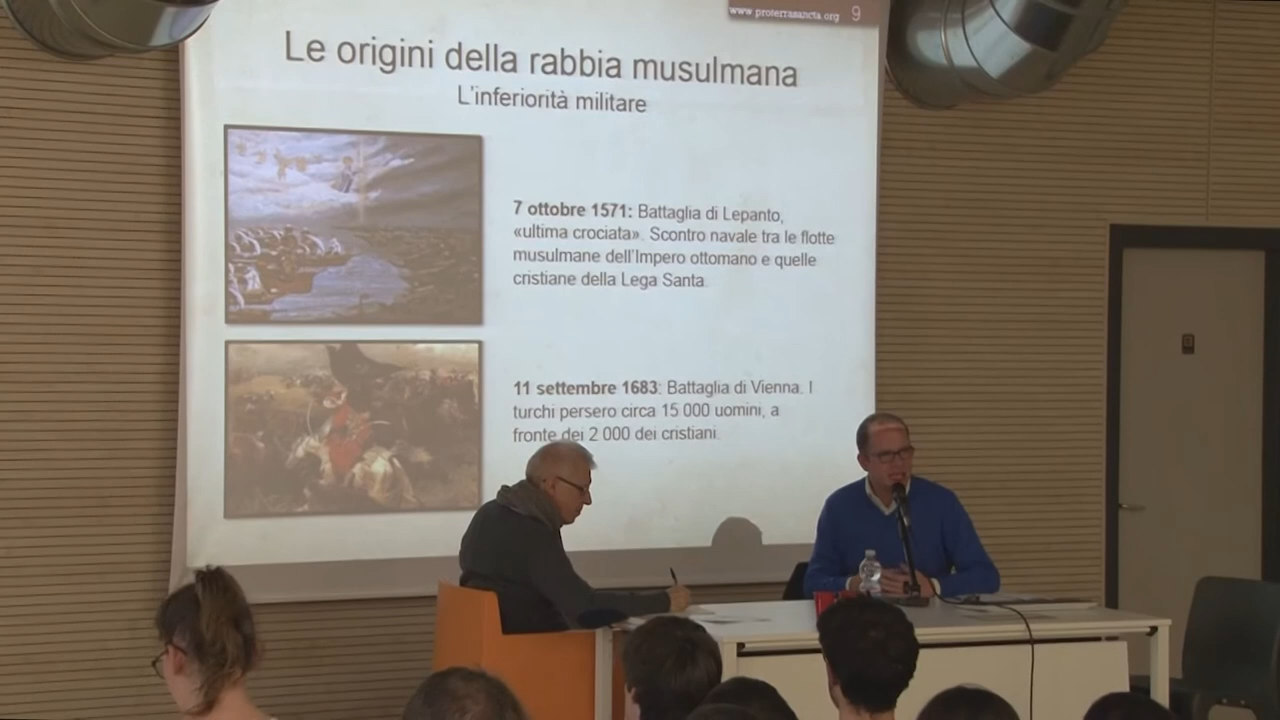 www.proterrasancta.org 9
Le origini della rabbia musulmana
L'inferiorità militare
7 ottobre 1571: Battaglia di Lepanto,
«ultima crociata». Scontro navale tra le flotte
musulmane dell'Impero ottomano e quelle
cristiane della Lega Santa.
11 settembre 1683: Battaglia di Vienna. I
turchi persero circa 15 000 uomini, a
fronte dei 2 000 dei cristiani.